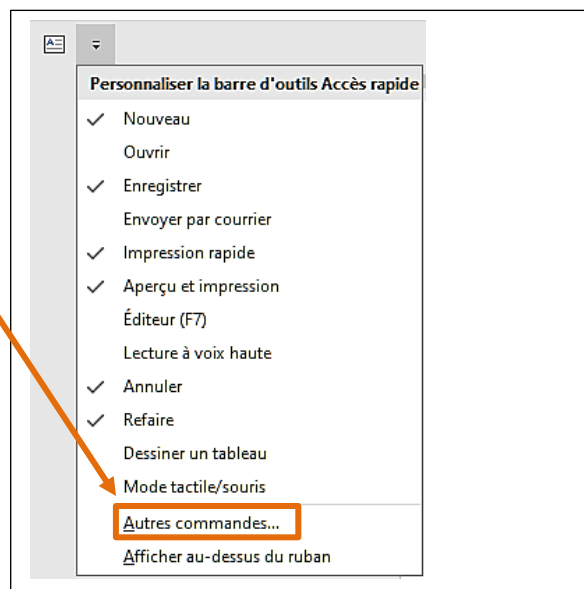 Personnaliser la barre d'outils Accès rapide
Nouveau
Ouvrir
Enregistrer
Envoyer par courrier
Impression rapide
Aperçu et impression
Éditeur (F7)
Lecture à voix haute
Annuler
Refaire
Dessiner un tableau
Mode tactile/souris
Autres commandes...
Afficher au-dessus du ruban